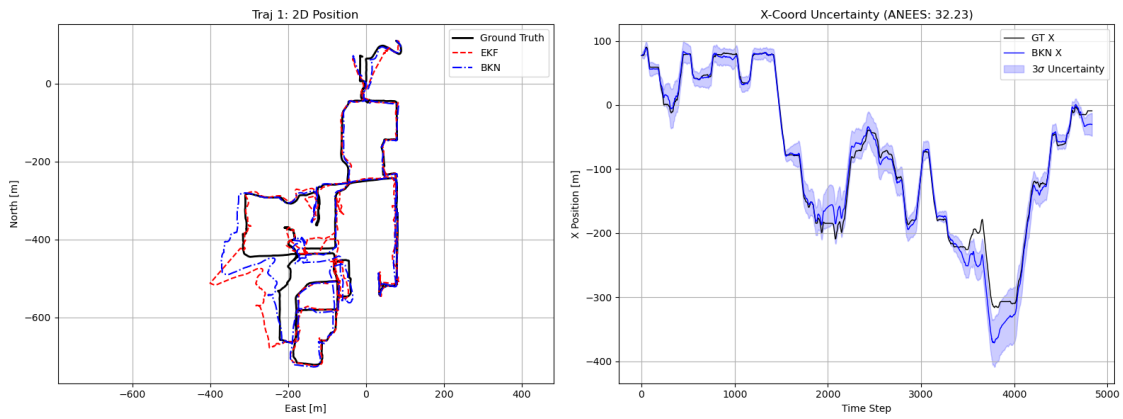 Traj 1: 2D Position
Ground Truth
EKF
BKN
North [m]
0
−200
−400
−600
−600
−400
−200
0
200
400
East [m]
X-Coord Uncertainty (ANEES: 32.23)
GT X
BKN X
3σ Uncertainty
X Position [m]
100
0
−100
−200
−300
−400
0
1000
2000
3000
4000
5000
Time Step